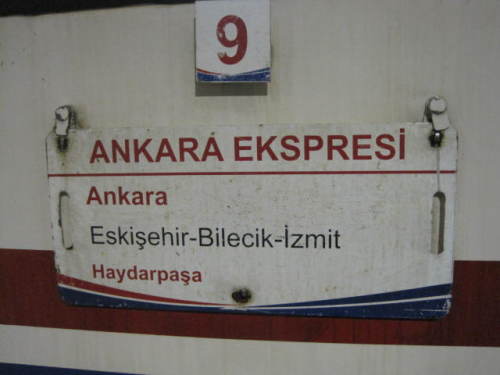 9
ANKARA EKSPRESİ
Ankara
Eskişehir-Bilecik-İzmit
Haydarpaşa